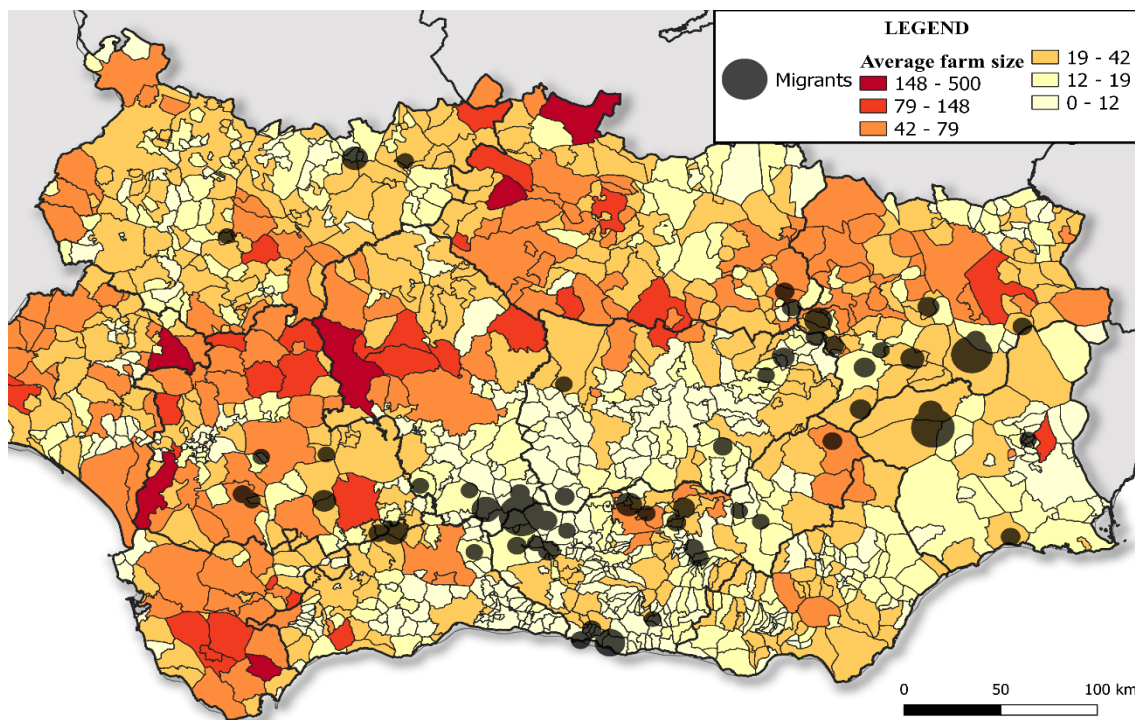 LEGEND
Migrants
Average farm size
148 - 500
79 - 148
42 - 79
19 - 42
12 - 19
0 - 12
0 50 100 km